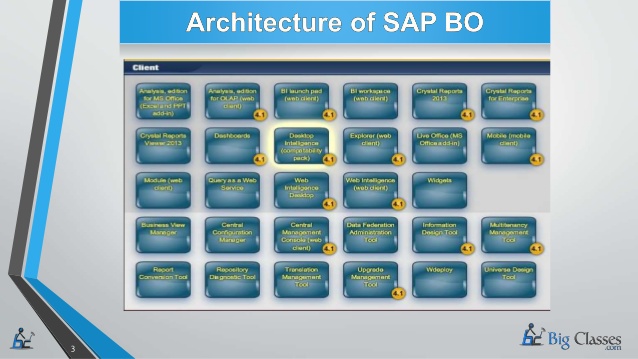 Architecture of SAP BO
Client
Analysis, edition
for MS Office
(Excel and PPT
add-in)
Analysis, edition
for OLAP (web
client)
4.1
BI launch pad
(web client)
4.1
BI workspace
(web client)
4.1
Crystal Reports
2013
4.1
Crystal Reports
for Enterprise
4.1
Crystal Reports
Viewer 2013
Dashboards
4.1
Desktop
Intelligence
(compatability
pack)
4.1
Explorer (web
client)
4.1
Live Office (MS
Office add-in)
4.1
Mobile (mobile
client)
4.1
Module (web
client)
Query as a Web
Service
Web
Intelligence
Desktop
4.1
Web Intelligence
(web client)
4.1
Widgets
Business View
Manager
Central
Configuration
Manager
Central
Management
Console (web
client)
4.1
Data Federation
Administration
Tool
Information
Design Tool
4.1
Multitenancy
Management
Tool
4.1
Report
Conversion Tool
Repository
Diagnostic Tool
Translation
Management
Tool
Upgrade
Management
Tool
4.1
Wdeploy
Universe Design
Tool
3
Big Classes
.com